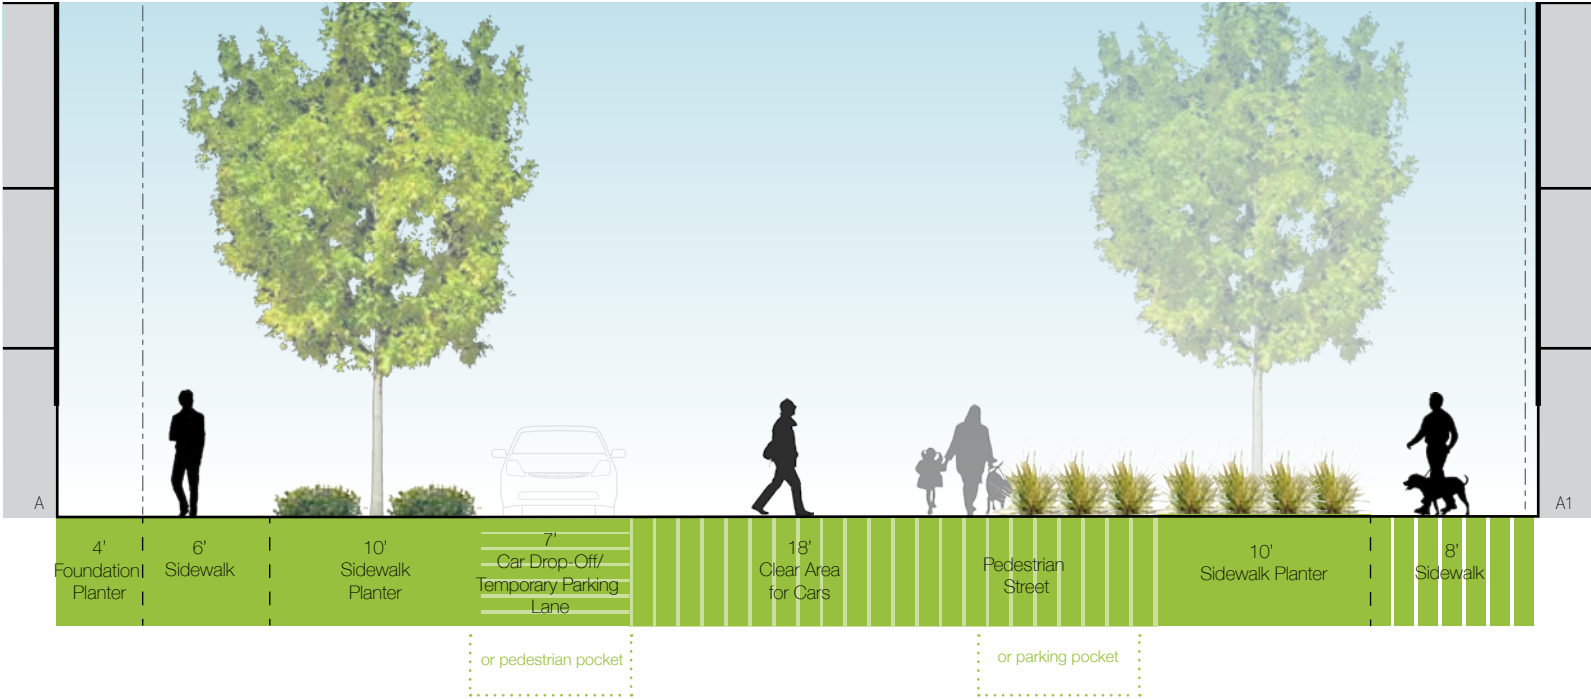 A
A1
4'
Foundation
Planter
6'
Sidewalk
10'
Sidewalk
Planter
7'
Car Drop-Off/
Temporary Parking
Lane
18'
Clear Area
for Cars
Pedestrian
Street
10'
Sidewalk Planter
8'
Sidewalk
or pedestrian pocket
or parking pocket